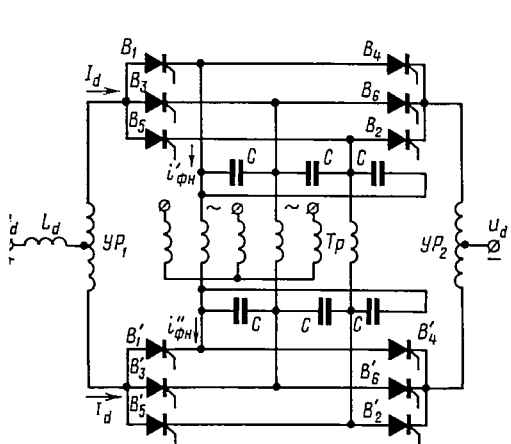 B₁ B₄
I_d B₃ B₆
B₅ B₂
i′_фн C C C
~ ~
L_d УР₁ Тр УР₂ u_d
i″_фн C C C
B′₁ B′₄
B′₃ B′₆
I_d B′₅ B′₂